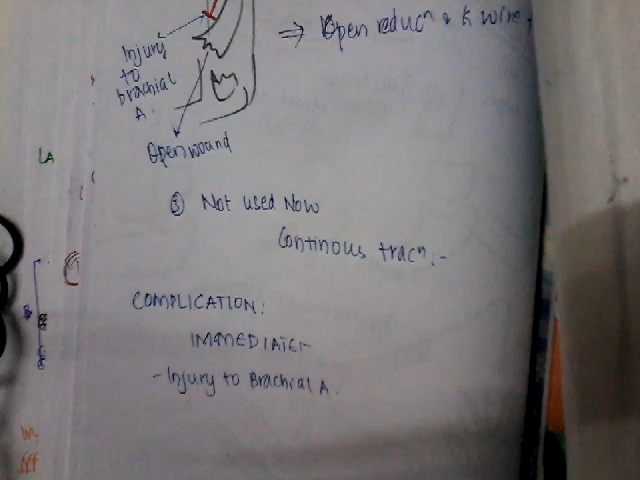 Injury
to
brachial
A.
⇒ Open reducⁿ & K wire
Open wound
LA
③ Not used Now
Continous tracⁿ.-
COMPLICATION:
IMMEDIATE:-
- Injury to Brachial A.